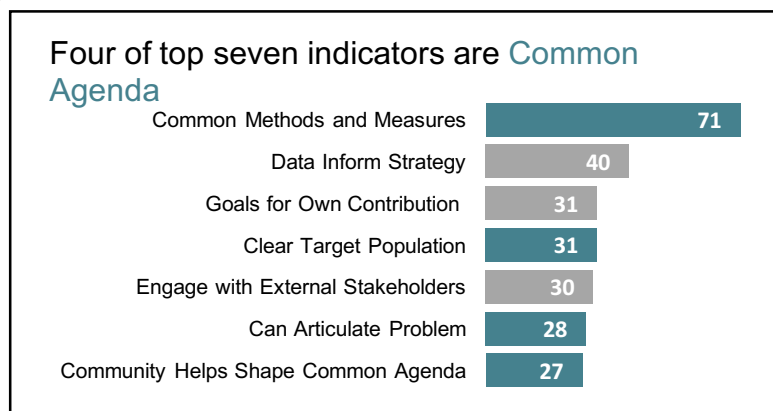 Four of top seven indicators are Common
Agenda
Common Methods and Measures 71
Data Inform Strategy 40
Goals for Own Contribution 31
Clear Target Population 31
Engage with External Stakeholders 30
Can Articulate Problem 28
Community Helps Shape Common Agenda 27